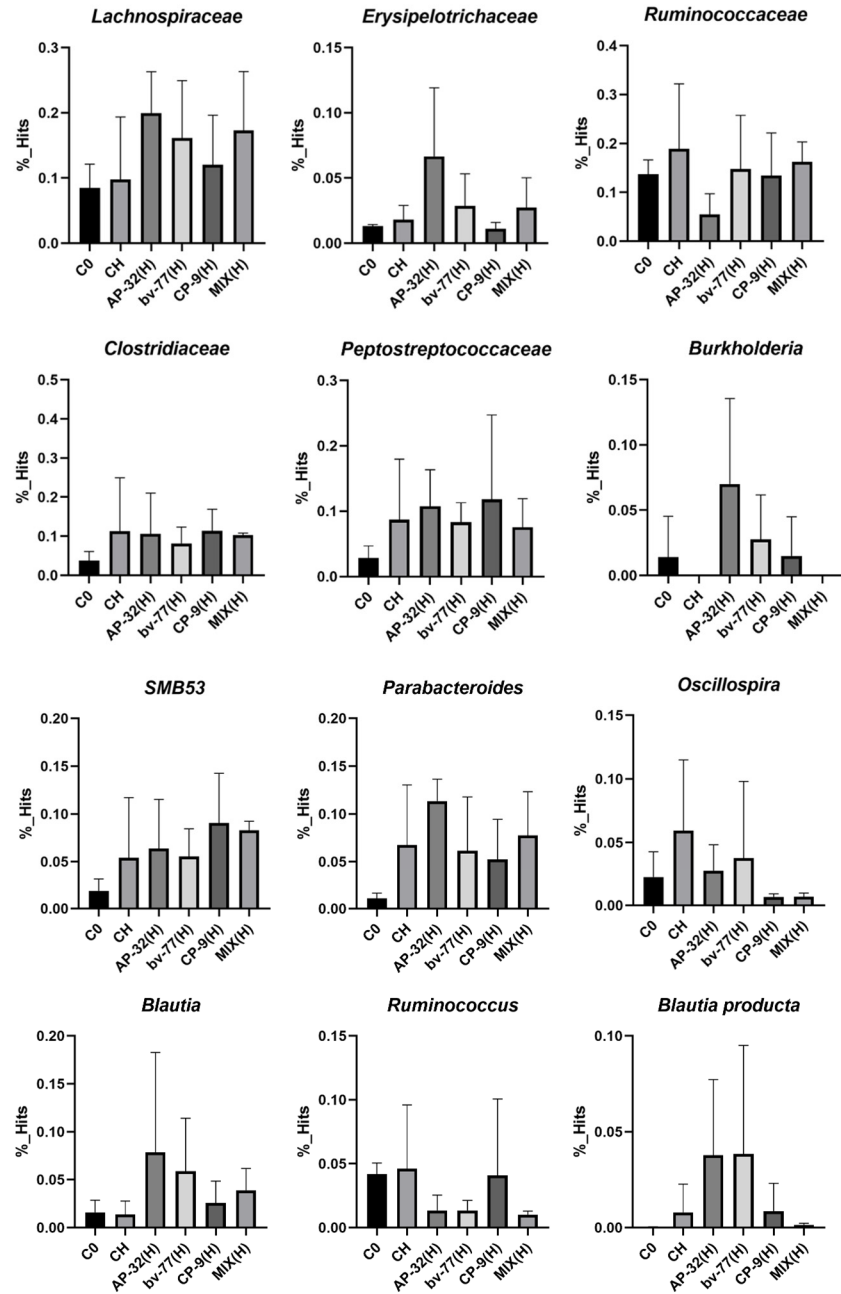 Lachnospiraceae
%_Hits
0.3
0.2
0.1
0.0
C0
CH
AP-32(H)
bv-77(H)
CP-9(H)
MIX(H)
Erysipelotrichaceae
%_Hits
0.15
0.10
0.05
0.00
C0
CH
AP-32(H)
bv-77(H)
CP-9(H)
MIX(H)
Ruminococcaceae
%_Hits
0.4
0.3
0.2
0.1
0.0
C0
CH
AP-32(H)
bv-77(H)
CP-9(H)
MIX(H)
Clostridiaceae
%_Hits
0.5
0.4
0.3
0.2
0.1
0.0
C0
CH
AP-32(H)
bv-77(H)
CP-9(H)
MIX(H)
Peptostreptococcaceae
%_Hits
0.3
0.2
0.1
0.0
C0
CH
AP-32(H)
bv-77(H)
CP-9(H)
MIX(H)
Burkholderia
%_Hits
0.15
0.10
0.05
0.00
C0
CH
AP-32(H)
bv-77(H)
CP-9(H)
MIX(H)
SMB53
%_Hits
0.20
0.15
0.10
0.05
0.00
C0
CH
AP-32(H)
bv-77(H)
CP-9(H)
MIX(H)
Parabacteroides
%_Hits
0.20
0.15
0.10
0.05
0.00
C0
CH
AP-32(H)
bv-77(H)
CP-9(H)
MIX(H)
Oscillospira
%_Hits
0.15
0.10
0.05
0.00
C0
CH
AP-32(H)
bv-77(H)
CP-9(H)
MIX(H)
Blautia
%_Hits
0.20
0.15
0.10
0.05
0.00
C0
CH
AP-32(H)
bv-77(H)
CP-9(H)
MIX(H)
Ruminococcus
%_Hits
0.15
0.10
0.05
0.00
C0
CH
AP-32(H)
bv-77(H)
CP-9(H)
MIX(H)
Blautia producta
%_Hits
0.10
0.05
0.00
C0
CH
AP-32(H)
bv-77(H)
CP-9(H)
MIX(H)